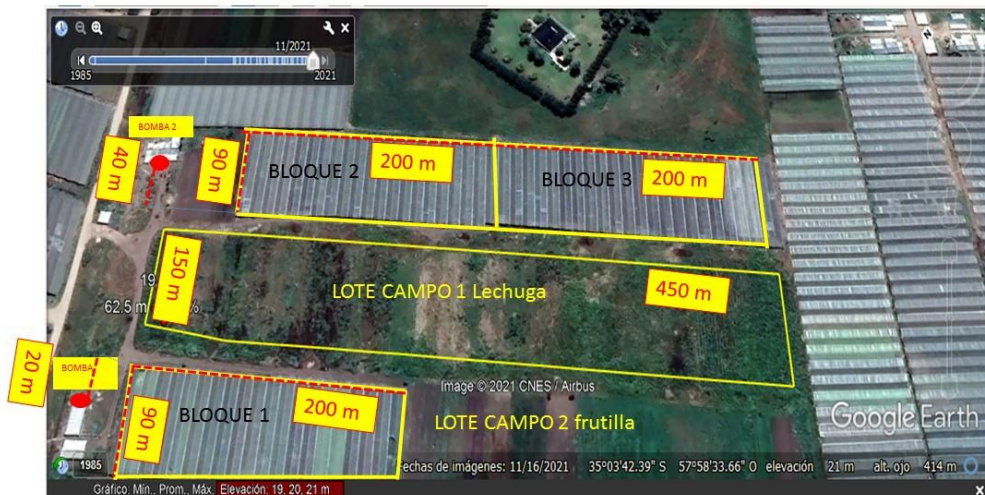 11/2021
1985
2021
N
BOMBA 2
40 m
90 m
BLOQUE 2
200 m
BLOQUE 3
200 m
150 m
19
62.5 m
%
LOTE CAMPO 1 Lechuga
450 m
20 m
BOMBA
Image © 2021 CNES / Airbus
90 m
BLOQUE 1
200 m
LOTE CAMPO 2 frutilla
Google Earth
1985
Fechas de imágenes: 11/16/2021 35°03'42.39" S 57°58'33.66" O elevación 21 m alt. ojo 414 m
Gráfico: Mín., Prom., Máx. Elevación: 19, 20, 21 m